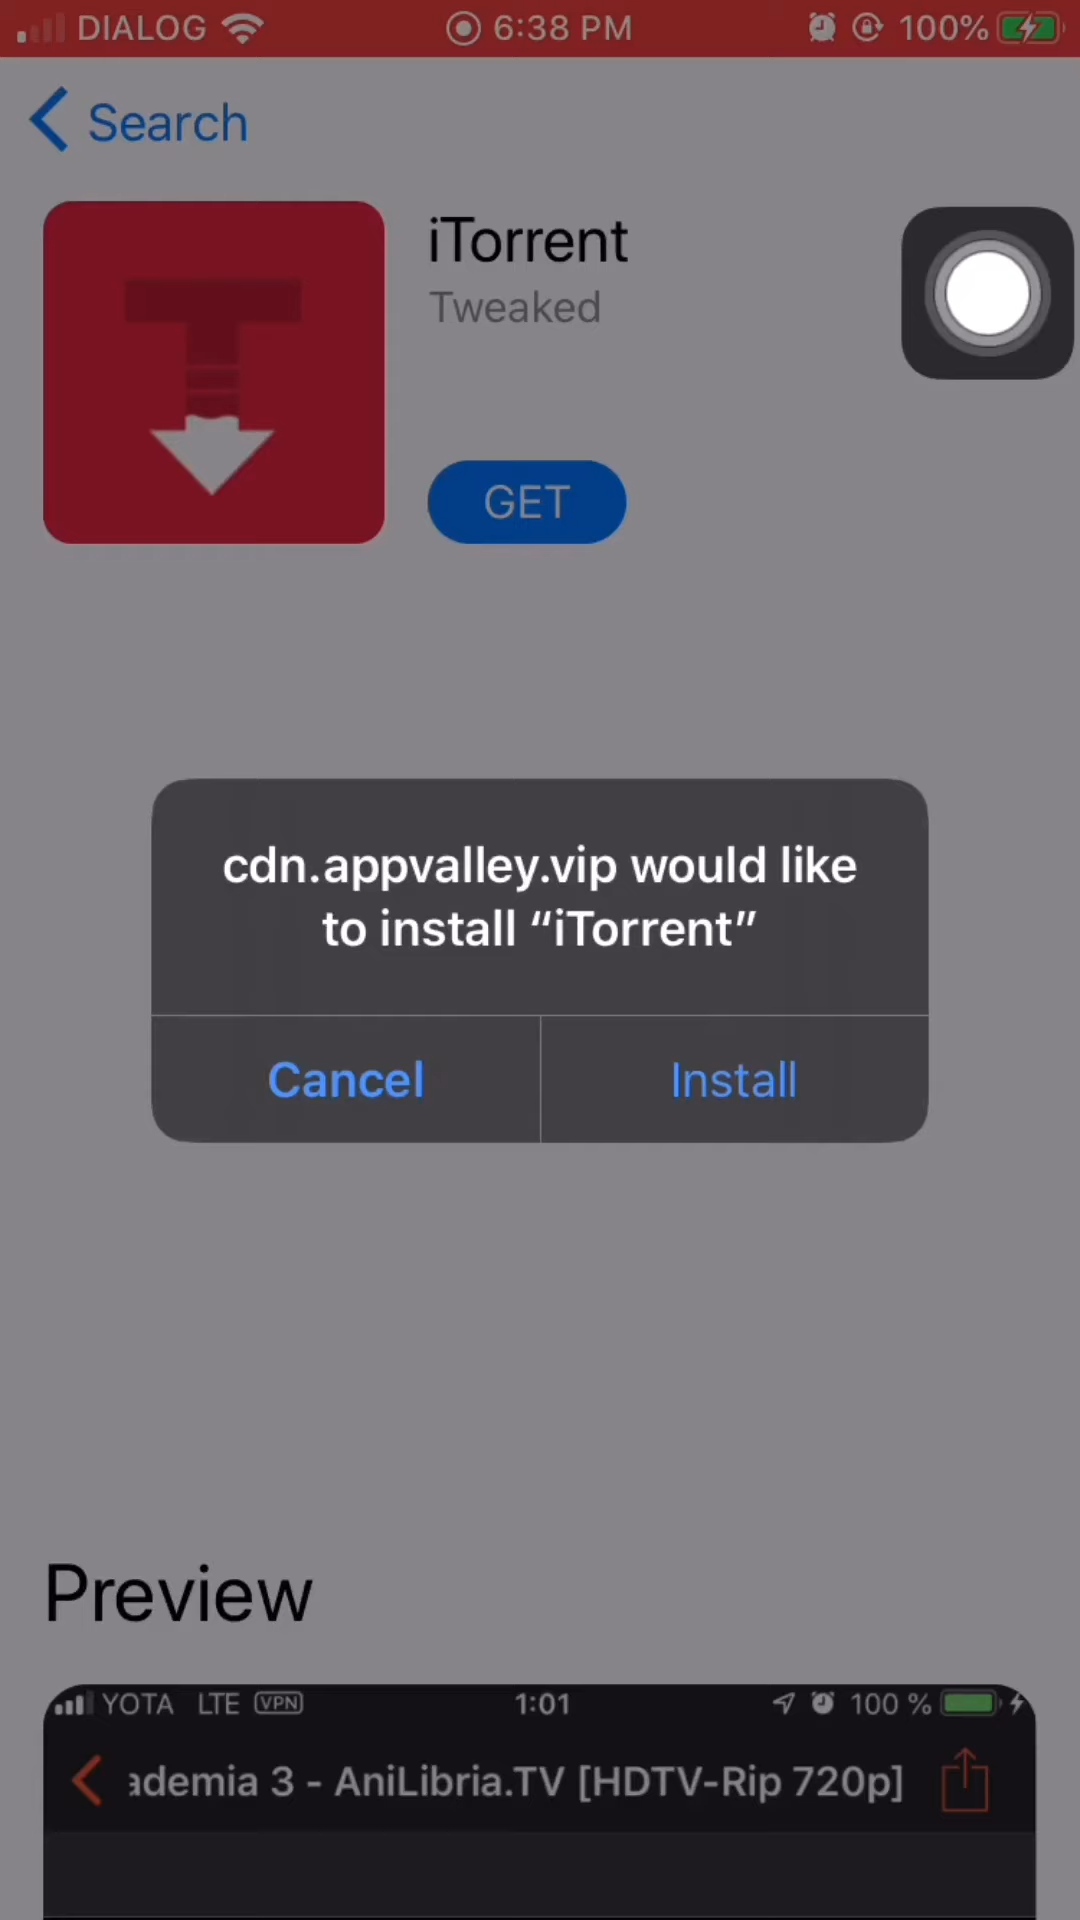 DIALOG 6:38 PM 100%
Search
iTorrent
Tweaked
GET
cdn.appvalley.vip would like
to install “iTorrent”
Cancel Install
Preview
YOTA LTE VPN 1:01 100 %
ademia 3 - AniLibria.TV [HDTV-Rip 720p]